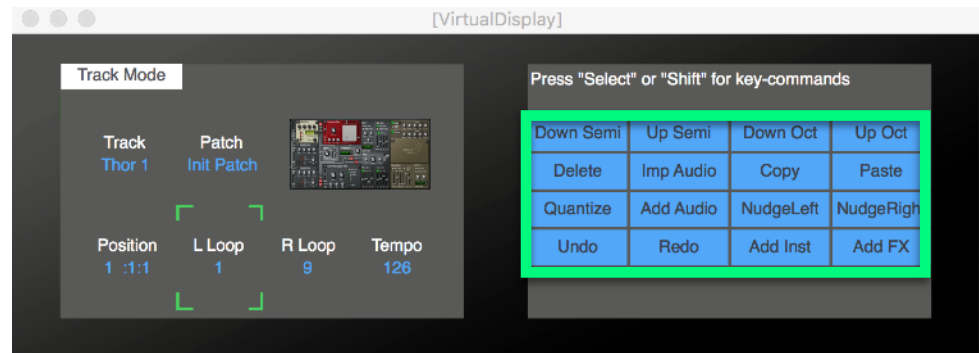 [VirtualDisplay]
Track Mode
Track Patch
Thor 1 Init Patch
Position L Loop R Loop Tempo
1 :1:1 1 9 126
Press "Select" or "Shift" for key-commands
Down Semi Up Semi Down Oct Up Oct
Delete Imp Audio Copy Paste
Quantize Add Audio NudgeLeft NudgeRigh
Undo Redo Add Inst Add FX